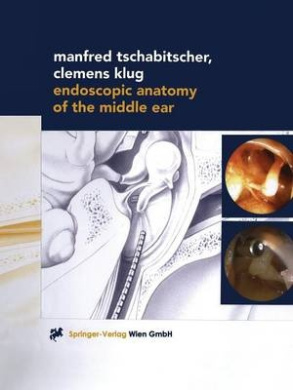 manfred tschabitscher,
clemens klug
endoscopic anatomy
of the middle ear
Springer-Verlag Wien GmbH